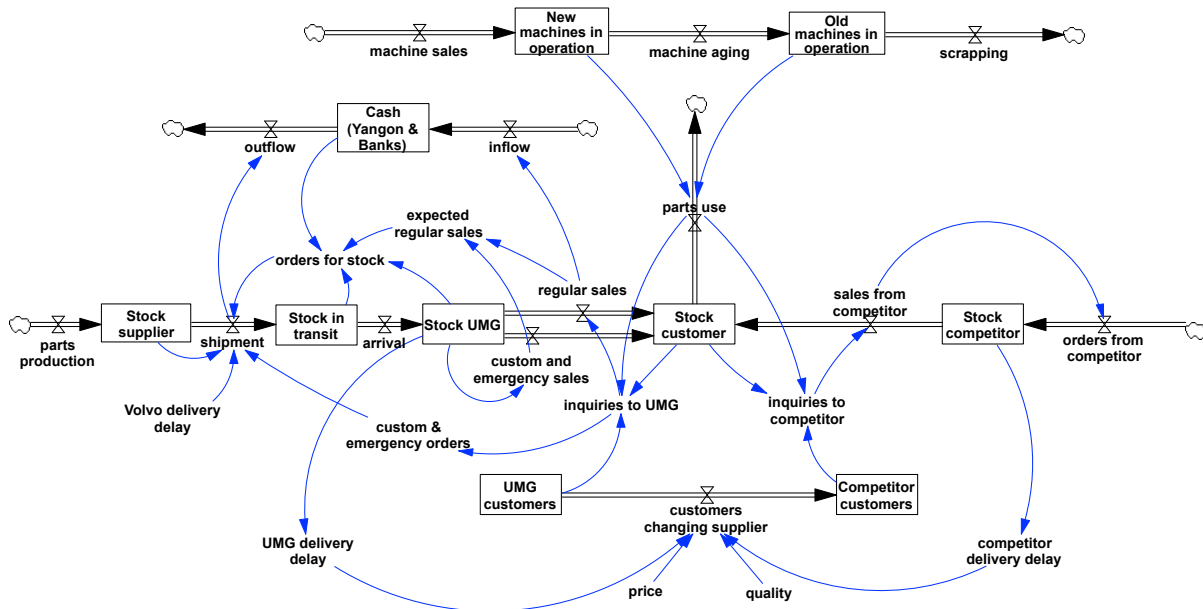 New
machines in
operation
Old
machines in
operation
machine sales
machine aging
scrapping
Cash
(Yangon &
Banks)
outflow
inflow
parts use
expected
regular sales
orders for stock
regular sales
sales from
competitor
Stock
supplier
Stock in
transit
Stock UMG
Stock
customer
Stock
competitor
parts
production
shipment
arrival
orders from
competitor
custom and
emergency sales
Volvo delivery
delay
custom &
emergency orders
inquiries to UMG
inquiries to
competitor
UMG
customers
Competitor
customers
customers
changing supplier
UMG delivery
delay
competitor
delivery delay
price
quality